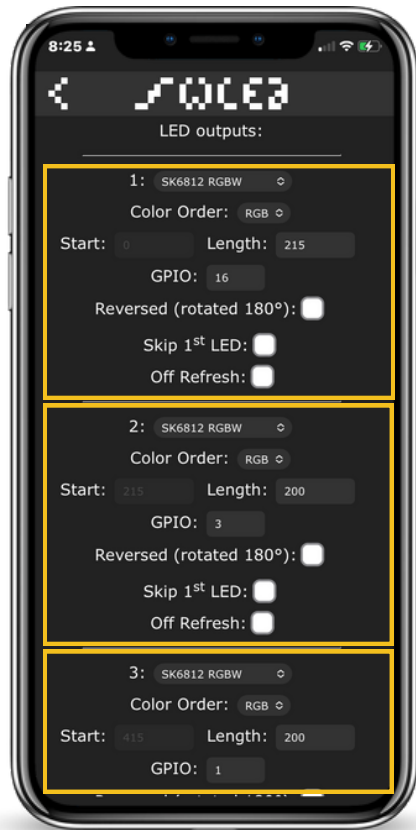 8:25
WLED
LED outputs:
1: SK6812 RGBW
Color Order: RGB
Start: 0 Length: 215
GPIO: 16
Reversed (rotated 180°):
Skip 1st LED:
Off Refresh:
2: SK6812 RGBW
Color Order: RGB
Start: 215 Length: 200
GPIO: 3
Reversed (rotated 180°):
Skip 1st LED:
Off Refresh:
3: SK6812 RGBW
Color Order: RGB
Start: 415 Length: 200
GPIO: 1